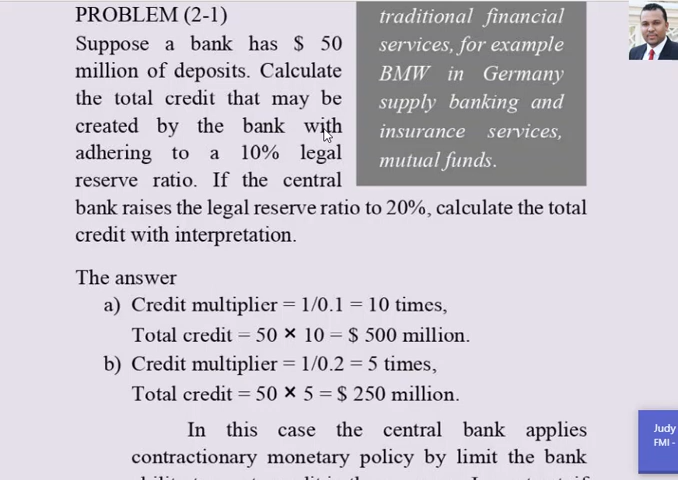 PROBLEM (2-1)
Suppose a bank has $ 50
million of deposits. Calculate
the total credit that may be
created by the bank with
adhering to a 10% legal
reserve ratio. If the central
bank raises the legal reserve ratio to 20%, calculate the total
credit with interpretation.
traditional financial
services, for example
BMW in Germany
supply banking and
insurance services,
mutual funds.
The answer
a) Credit multiplier = 1/0.1 = 10 times,
Total credit = 50 × 10 = $ 500 million.
b) Credit multiplier = 1/0.2 = 5 times,
Total credit = 50 × 5 = $ 250 million.
In this case the central bank applies
contractionary monetary policy by limit the bank
Judy
FMI -